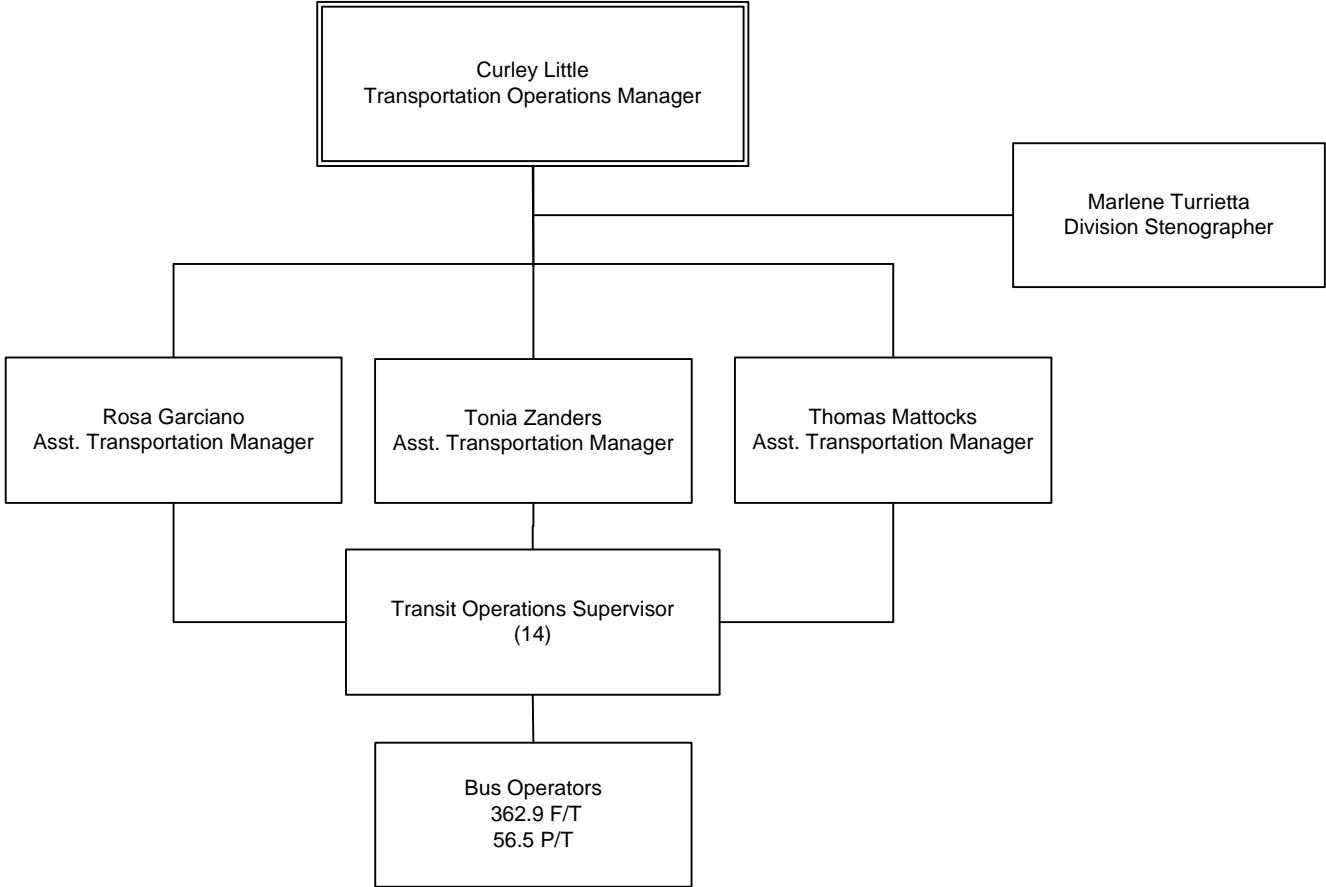 Curley Little
Transportation Operations Manager
Marlene Turrietta
Division Stenographer
Rosa Garciano
Asst. Transportation Manager
Tonia Zanders
Asst. Transportation Manager
Thomas Mattocks
Asst. Transportation Manager
Transit Operations Supervisor
(14)
Bus Operators
362.9 F/T
56.5 P/T